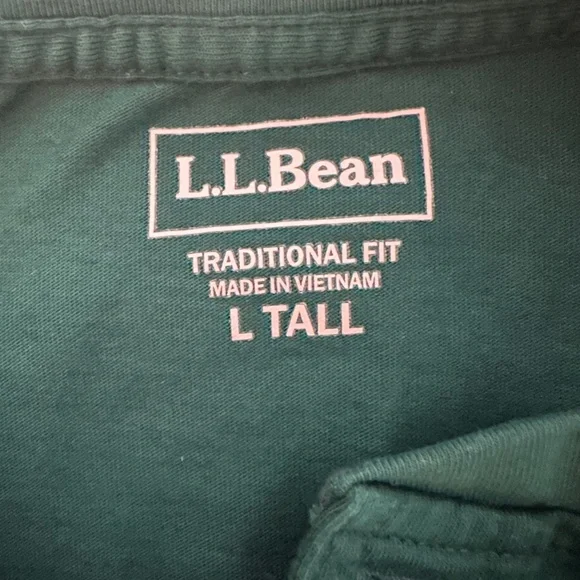 L.L.Bean
TRADITIONAL FIT
MADE IN VIETNAM
L TALL